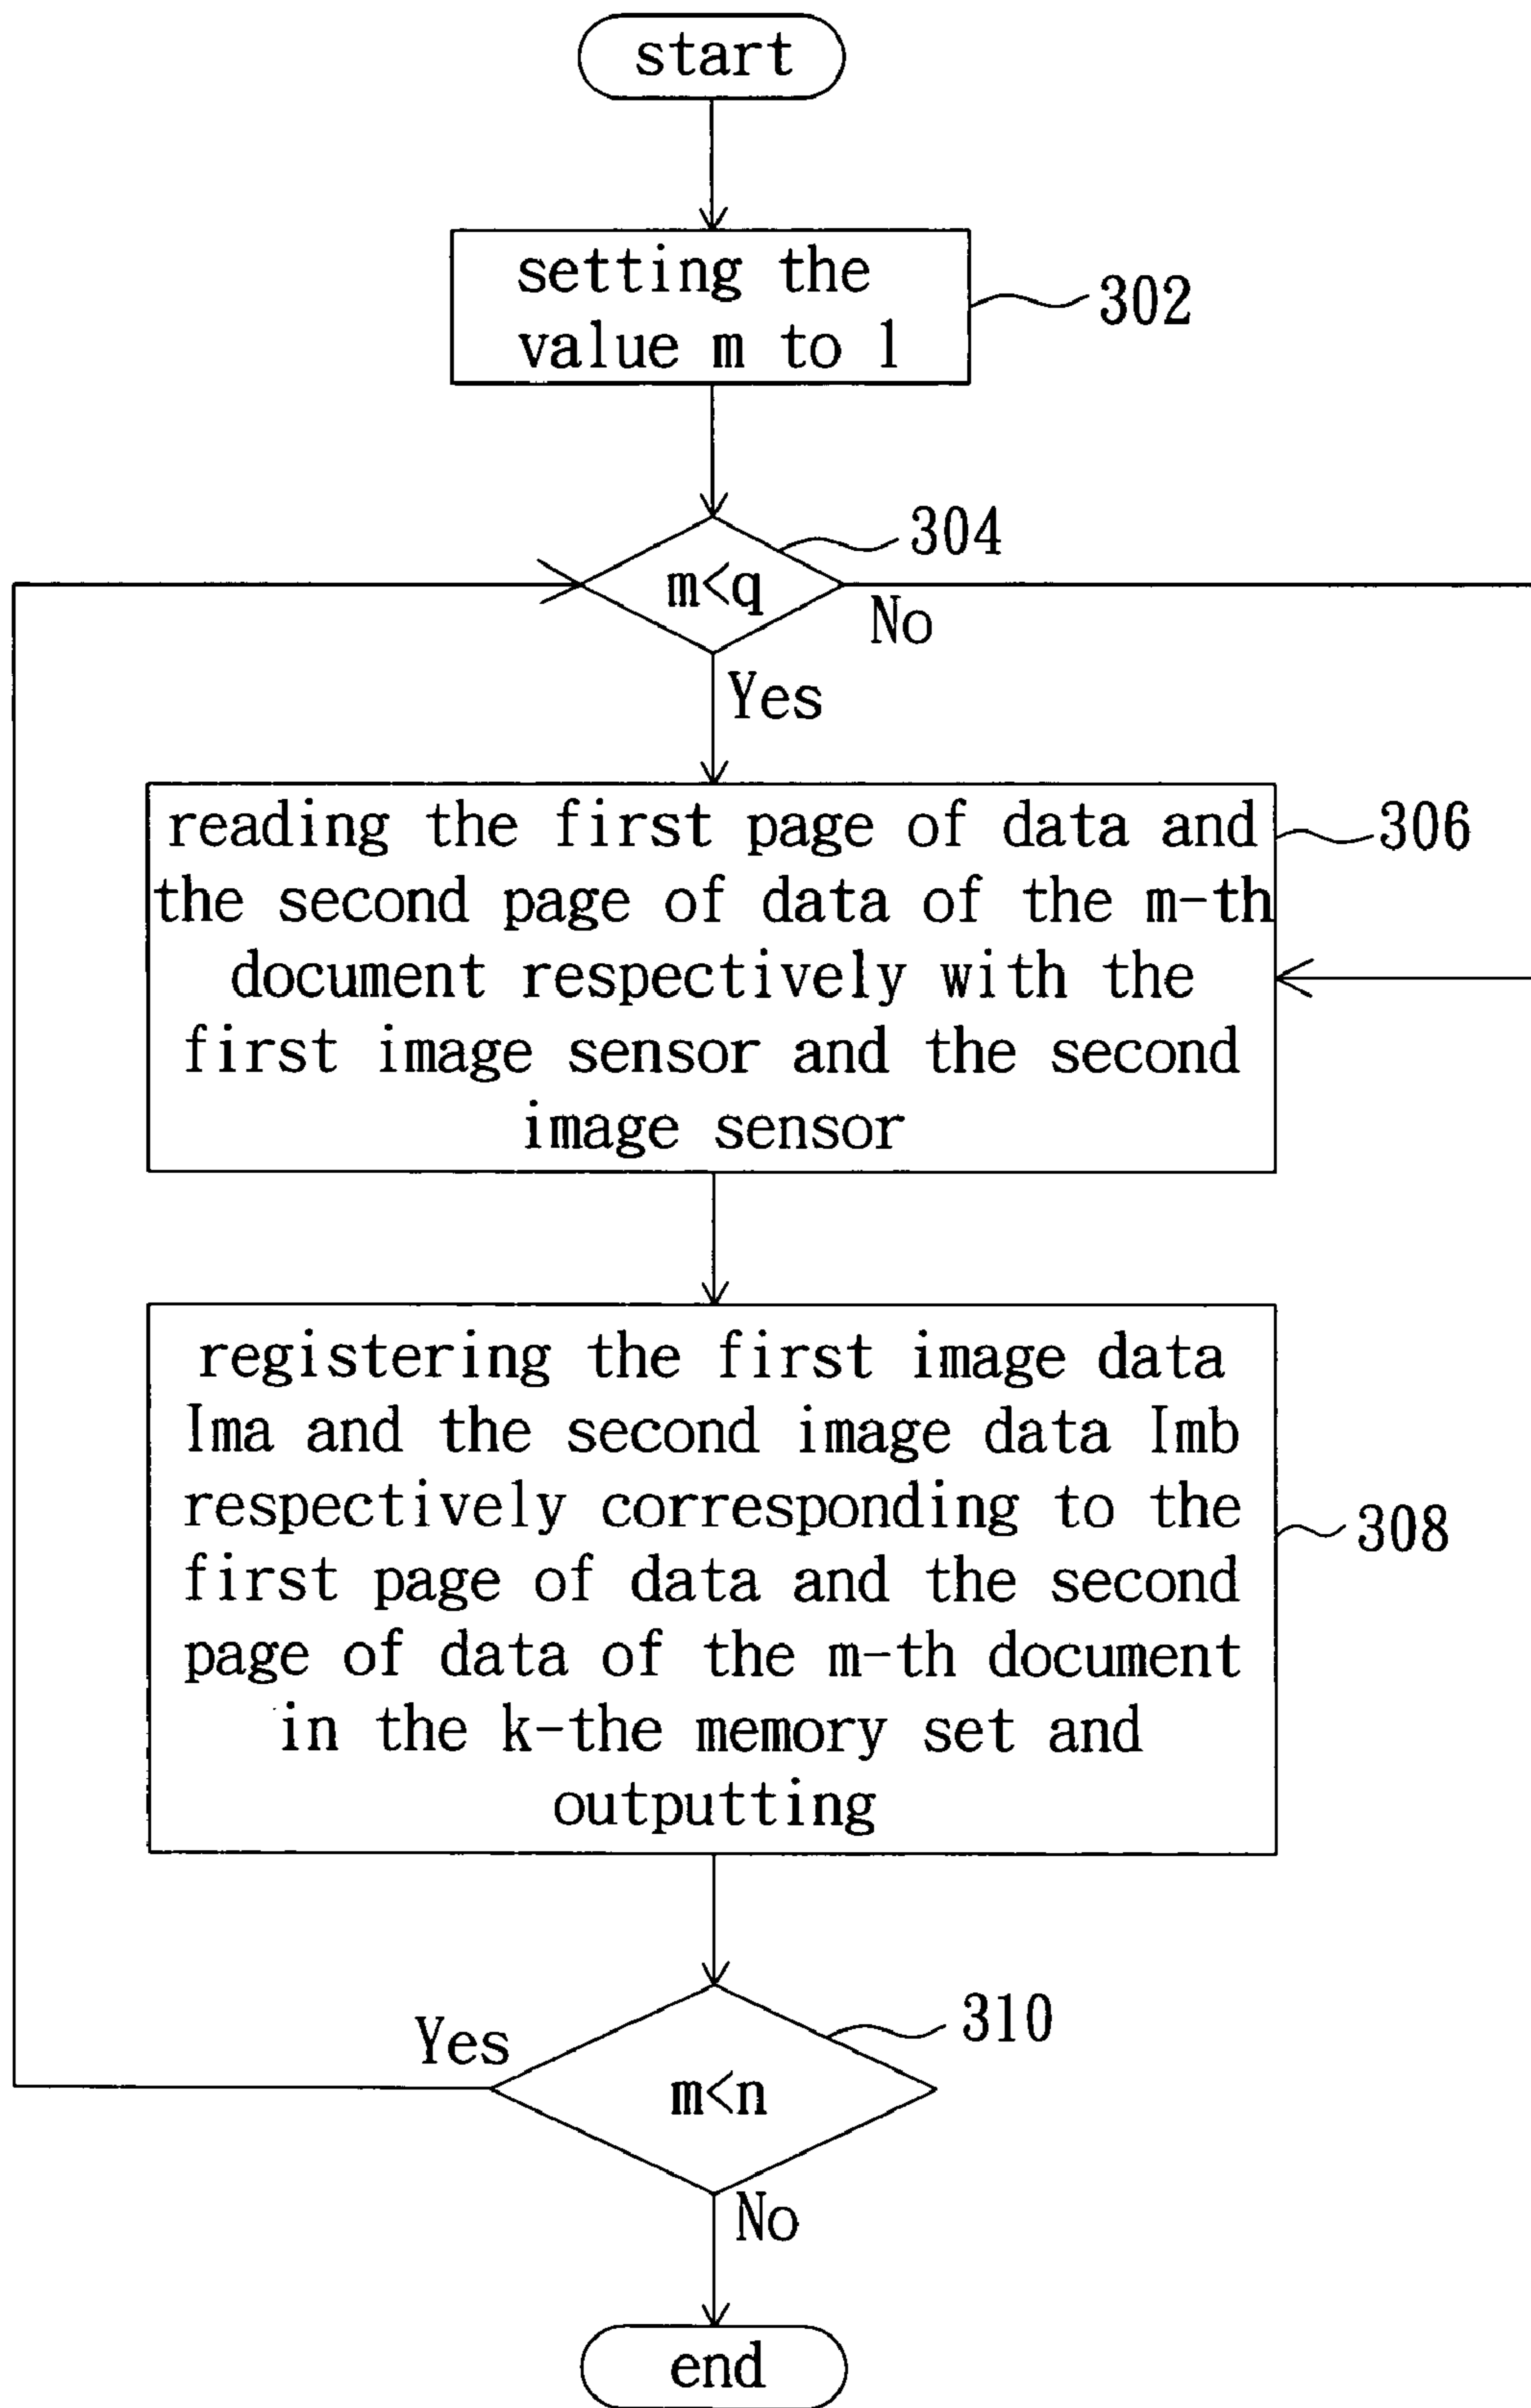 start
setting the
value m to 1
302
304
m<q
No
Yes
reading the first page of data and
306
the second page of data of the m-th
document respectively with the
first image sensor and the second
image sensor
registering the first image data
Ima and the second image data Imb
respectively corresponding to the
308
first page of data and the second
page of data of the m-th document
in the k-the memory set and
outputting
310
Yes
m<n
No
end